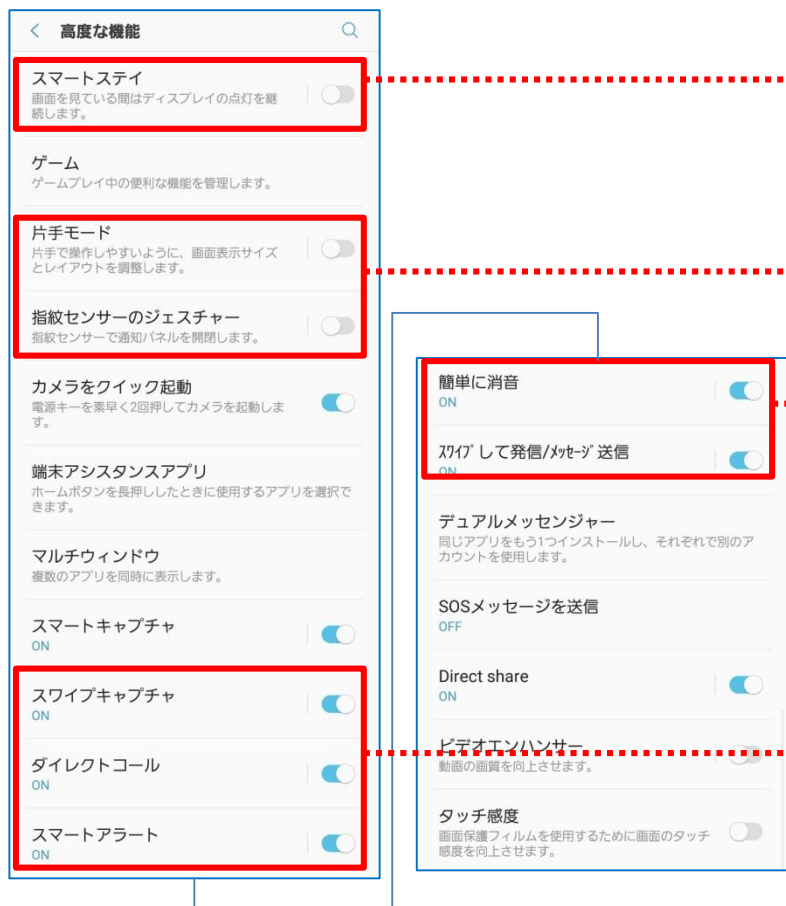 高度な機能
スマートステイ
画面を見ている間はディスプレイの点灯を継
続します。
ゲーム
ゲームプレイ中の便利な機能を管理します。
片手モード
片手で操作しやすいように、画面表示サイズ
とレイアウトを調整します。
指紋センサーのジェスチャー
指紋センサーで通知パネルを開閉します。
カメラをクイック起動
電源キーを素早く2回押してカメラを起動しま
す。
端末アシスタンスアプリ
ホームボタンを長押ししたときに使用するアプリを選択で
きます。
マルチウィンドウ
複数のアプリを同時に表示します。
スマートキャプチャ
ON
スワイプキャプチャ
ON
ダイレクトコール
ON
スマートアラート
ON
簡単に消音
ON
ｽﾜｲﾌﾟして発信/ﾒｯｾｰｼﾞ送信
ON
デュアルメッセンジャー
同じアプリをもう1つインストールし、それぞれで別のア
カウントを使用します。
SOSメッセージを送信
OFF
Direct share
ON
ビデオエンハンサー
動画の画質を向上させます。
タッチ感度
画面保護フィルムを使用するために画面のタッチ
感度を向上させます。